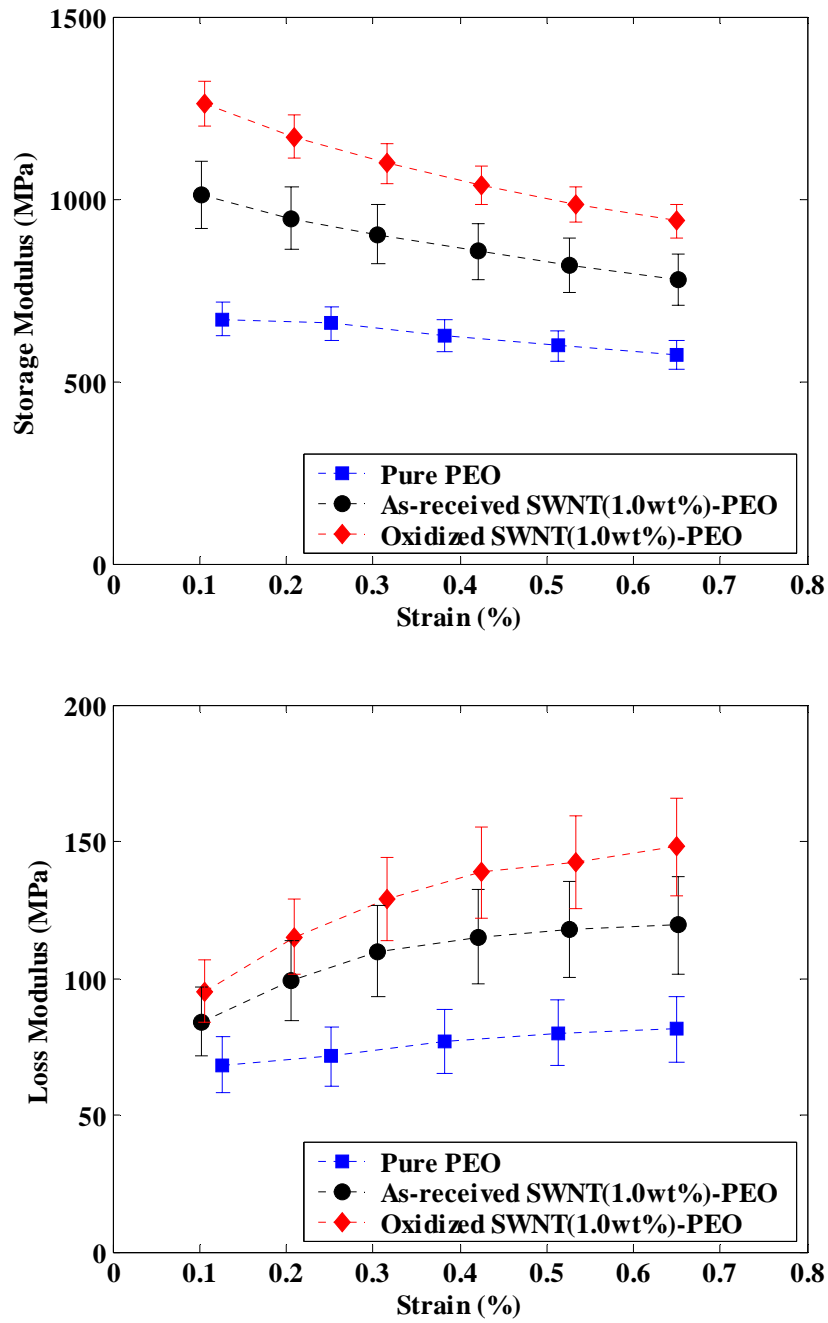 1500
1000
500
0
Storage Modulus (MPa)
Pure PEO
As-received SWNT(1.0wt%)-PEO
Oxidized SWNT(1.0wt%)-PEO
0 0.1 0.2 0.3 0.4 0.5 0.6 0.7 0.8
Strain (%)
200
150
100
50
0
Loss Modulus (MPa)
Pure PEO
As-received SWNT(1.0wt%)-PEO
Oxidized SWNT(1.0wt%)-PEO
0 0.1 0.2 0.3 0.4 0.5 0.6 0.7 0.8
Strain (%)